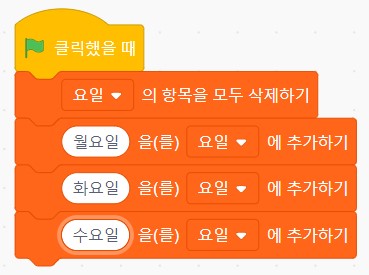 클릭했을 때
요일 의 항목을 모두 삭제하기
월요일 을(를) 요일 에 추가하기
화요일 을(를) 요일 에 추가하기
수요일 을(를) 요일 에 추가하기